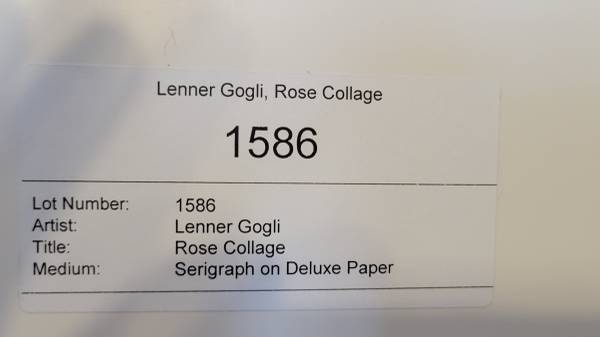 Lenner Gogli, Rose Collage
1586
Lot Number: 1586
Artist: Lenner Gogli
Title: Rose Collage
Medium: Serigraph on Deluxe Paper